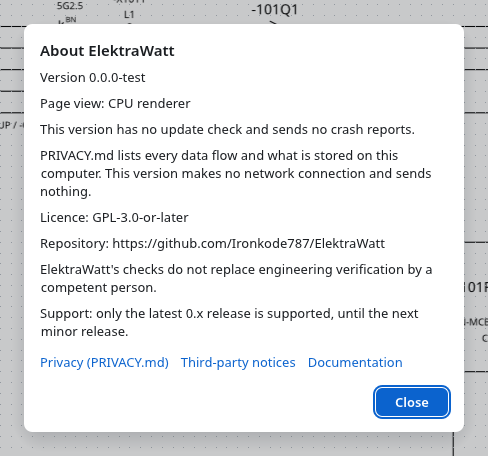 5G2.5
L1
BN
-101Q1
About ElektraWatt
Version 0.0.0-test
Page view: CPU renderer
This version has no update check and sends no crash reports.
PRIVACY.md lists every data flow and what is stored on this
computer. This version makes no network connection and sends
nothing.
Licence: GPL-3.0-or-later
Repository: https://github.com/Ironkode787/ElektraWatt
ElektraWatt's checks do not replace engineering verification by a
competent person.
Support: only the latest 0.x release is supported, until the next
minor release.
Privacy (PRIVACY.md) Third-party notices Documentation
Close